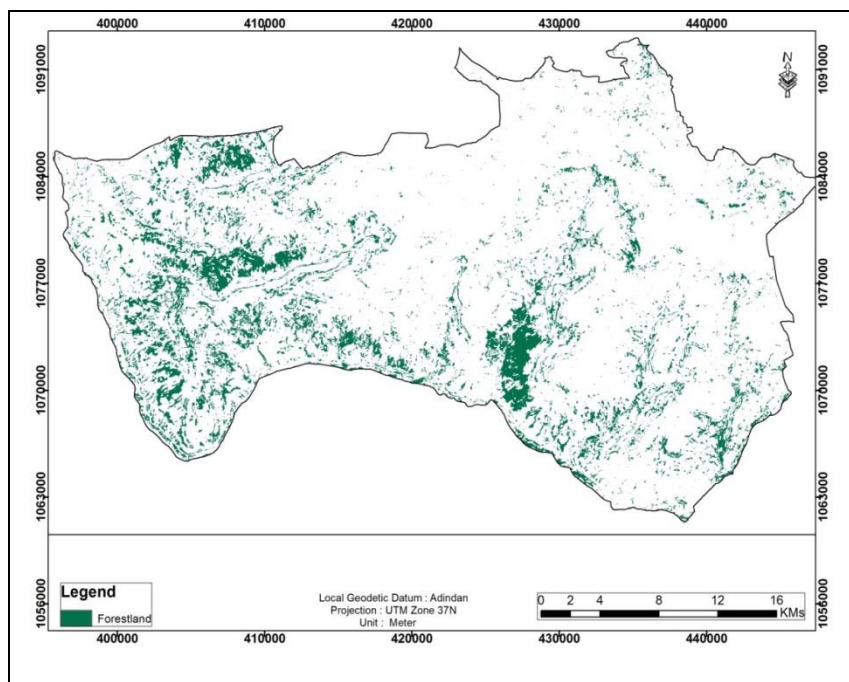 400000 410000 420000 430000 440000
1091000 1091000
N
1084000 1084000
1077000 1077000
1070000 1070000
1063000 1063000
1056000 1056000
Legend
Forestland
Local Geodetic Datum : Adindan
Projection : UTM Zone 37N
Unit : Meter
0 2 4 8 12 16
KMs
400000 410000 420000 430000 440000